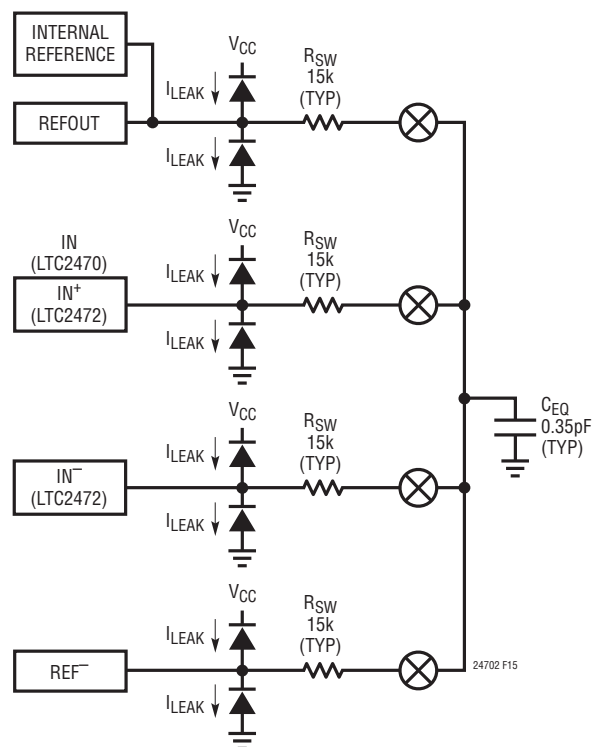 INTERNAL
REFERENCE
REFOUT
VCC
ILEAK
ILEAK
RSW
15k
(TYP)
IN
(LTC2470)
IN+
(LTC2472)
VCC
ILEAK
ILEAK
RSW
15k
(TYP)
IN−
(LTC2472)
VCC
ILEAK
ILEAK
RSW
15k
(TYP)
CEQ
0.35pF
(TYP)
REF−
VCC
ILEAK
ILEAK
RSW
15k
(TYP)
24702 F15